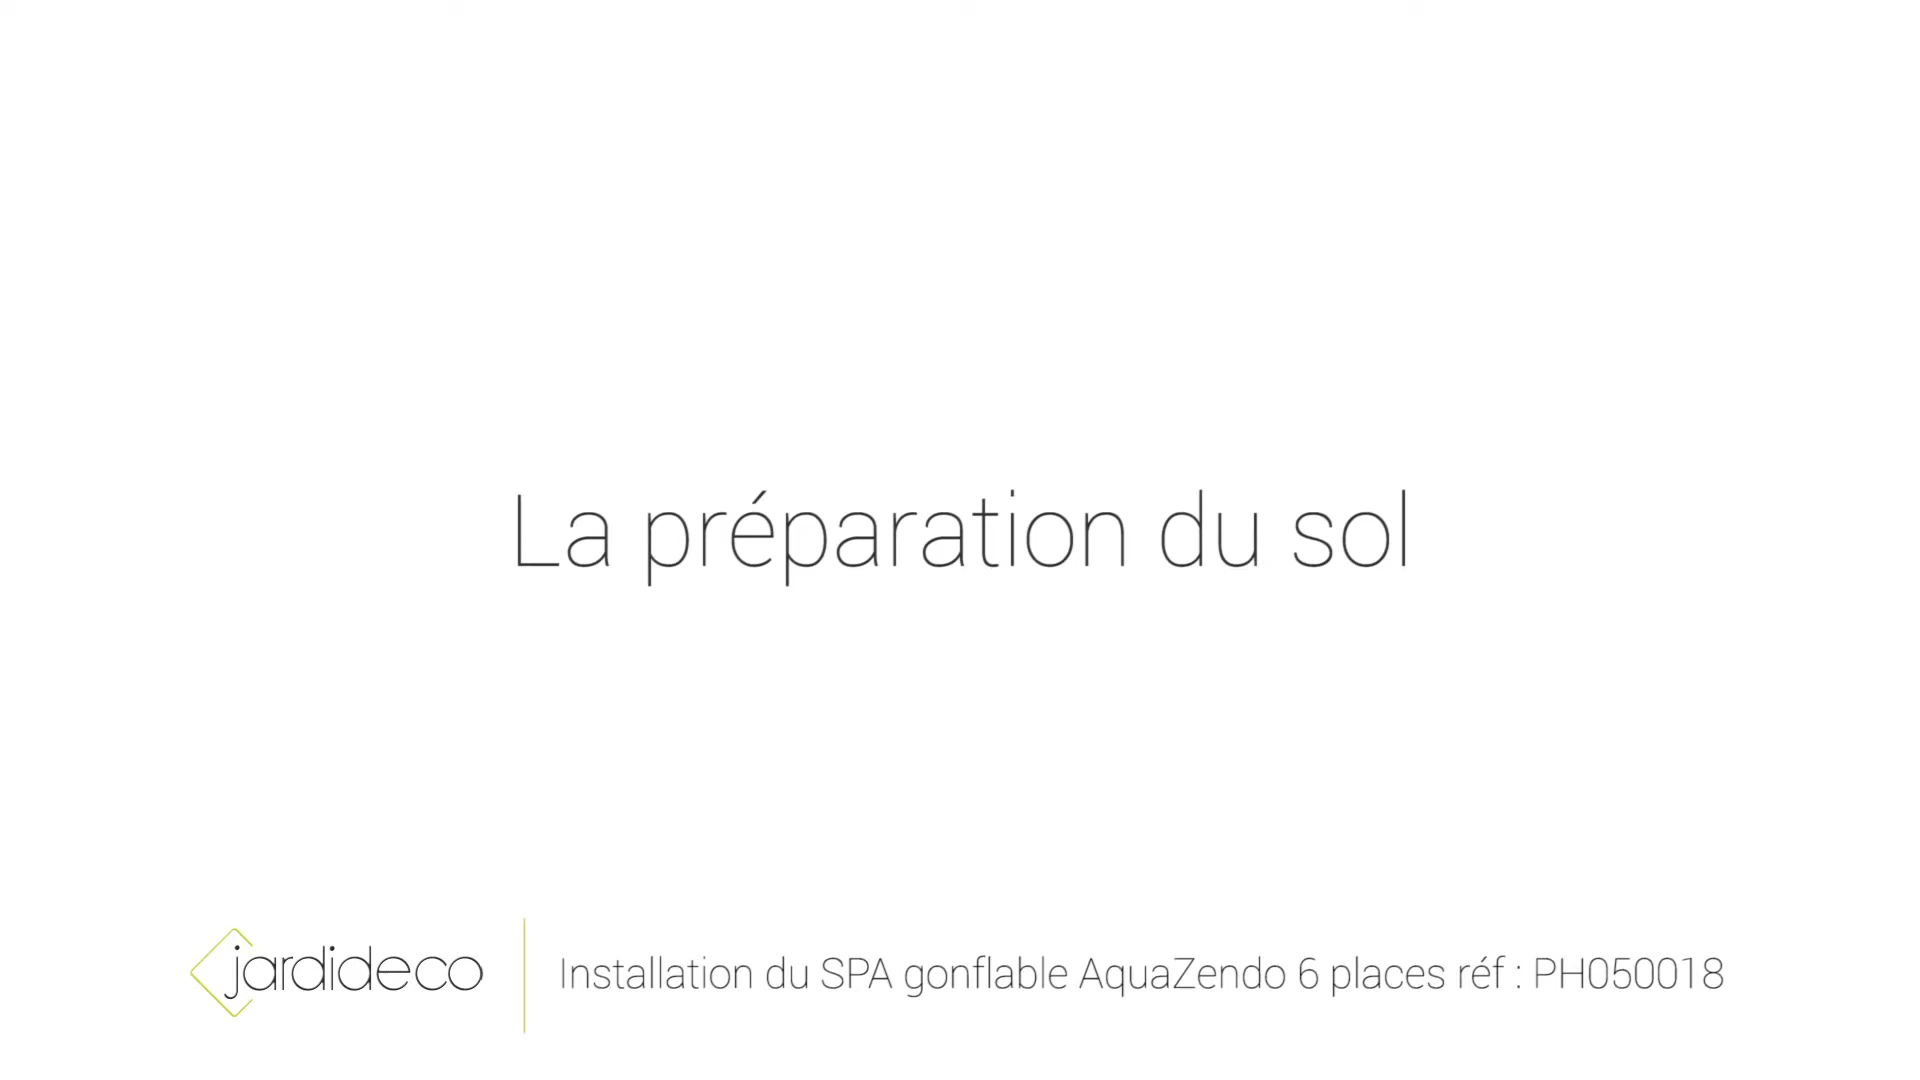 La préparation du sol
jardideco
Installation du SPA gonflable AquaZendo 6 places réf : PH050018